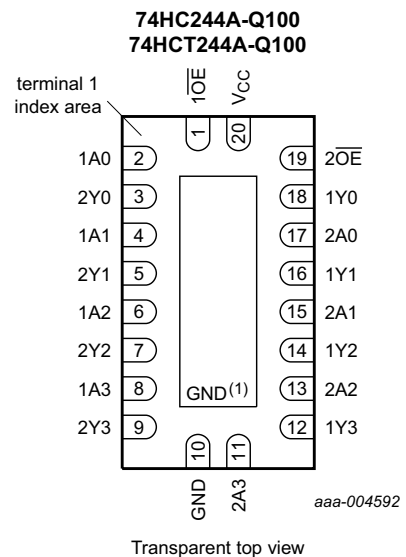 74HC244A-Q100
74HCT244A-Q100
terminal 1
index area
1O̅E̅
VCC
1
20
1A0 2 19 2O̅E̅
2Y0 3 18 1Y0
1A1 4 17 2A0
2Y1 5 16 1Y1
1A2 6 15 2A1
2Y2 7 14 1Y2
1A3 8 GND(1) 13 2A2
2Y3 9 12 1Y3
10
11
GND
2A3
aaa-004592
Transparent top view